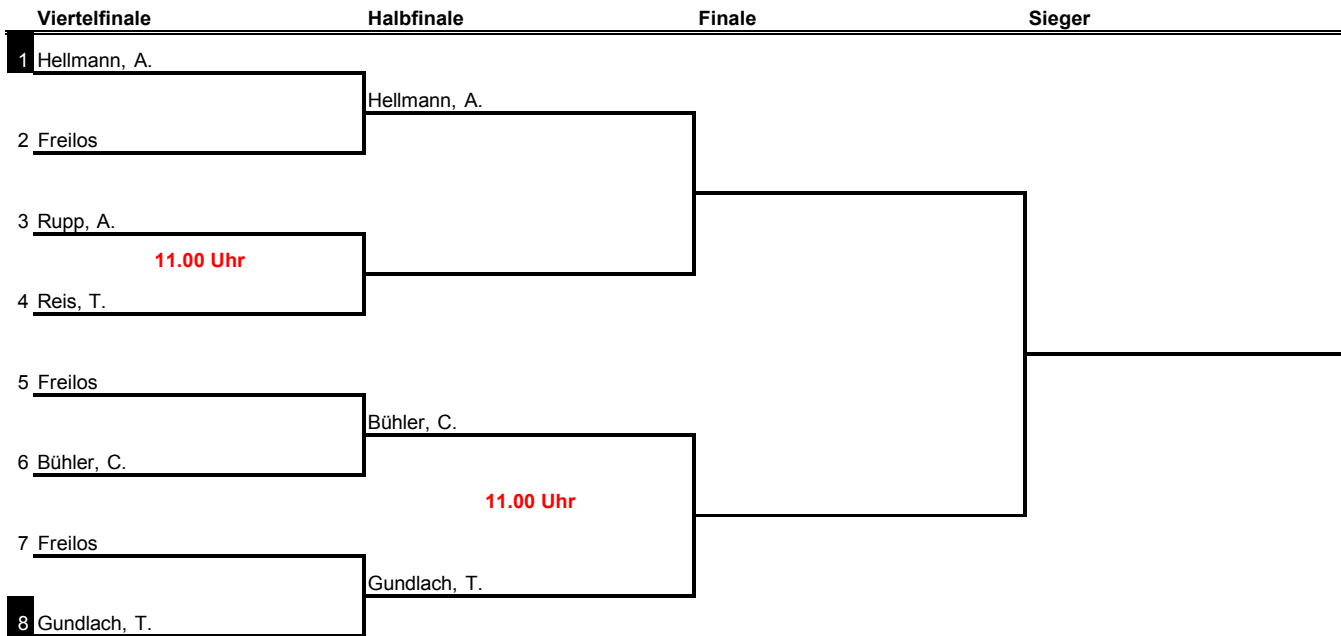 Viertelfinale Halbfinale Finale Sieger
1 Hellmann, A.
Hellmann, A.
2 Freilos
3 Rupp, A.
11.00 Uhr
4 Reis, T.
5 Freilos
Bühler, C.
6 Bühler, C.
11.00 Uhr
7 Freilos
Gundlach, T.
8 Gundlach, T.